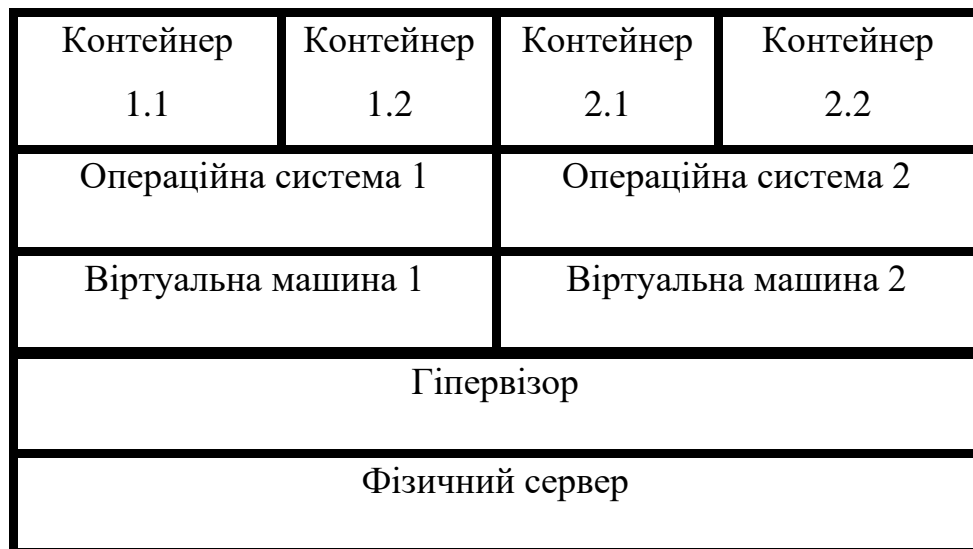 Контейнер
1.1
Контейнер
1.2
Контейнер
2.1
Контейнер
2.2
Операційна система 1
Операційна система 2
Віртуальна машина 1
Віртуальна машина 2
Гіпервізор
Фізичний сервер